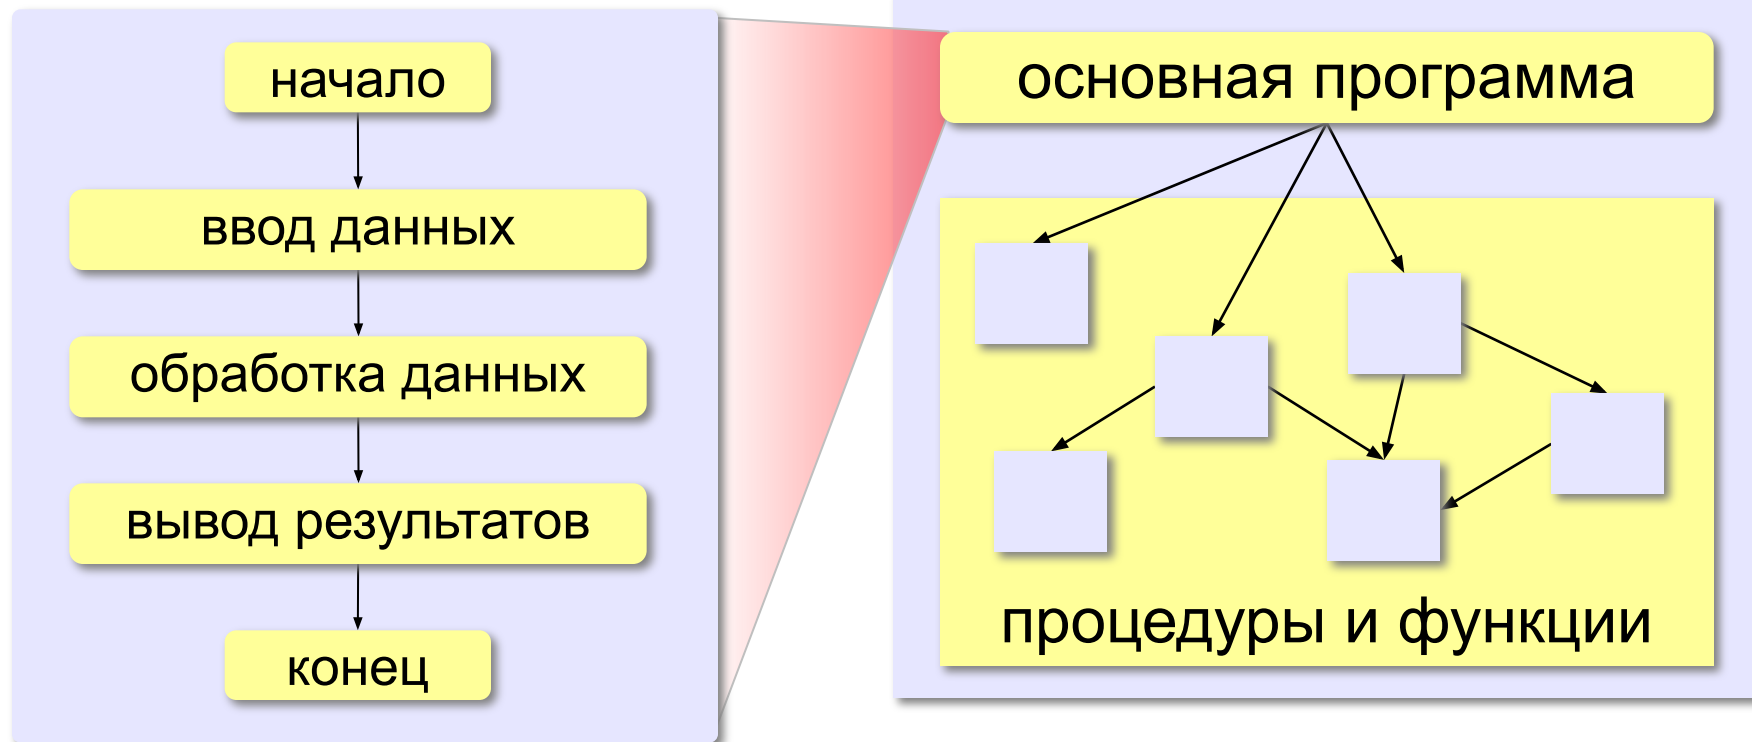 начало
ввод данных
обработка данных
вывод результатов
конец
основная программа
процедуры и функции